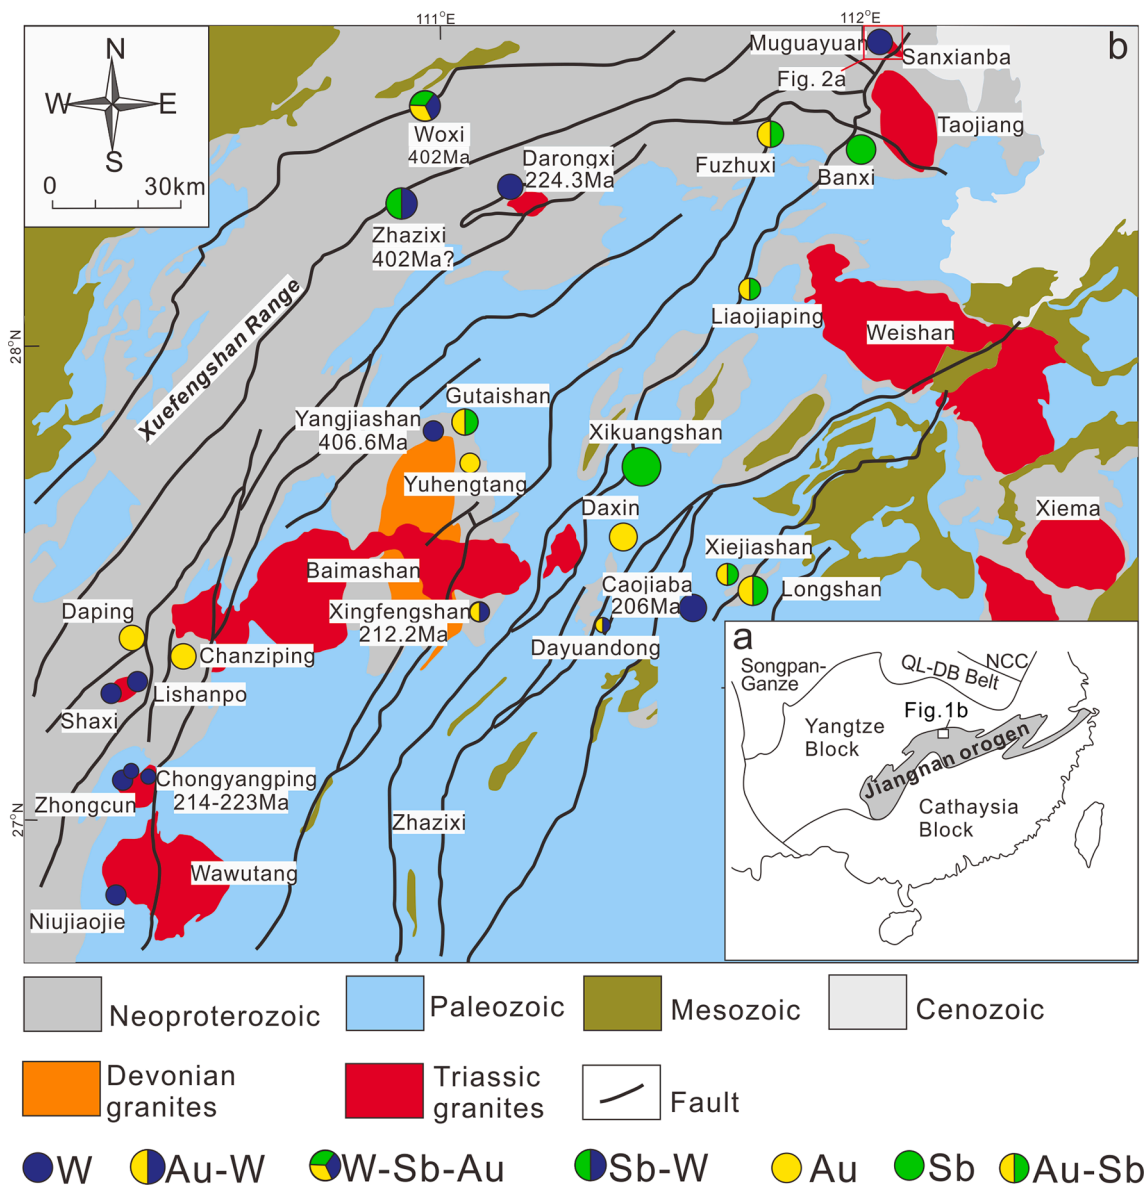 111°E
112°E
b
N
W
E
S
0
30km
Muguayuan
Sanxianba
Fig. 2a
Taojiang
Woxi
402Ma
Darongxi
224.3Ma
Fuzhuxi
Banxi
Zhazixi
402Ma?
Xuefengshan Range
Liaojiaping
Weishan
28°N
Gutaishan
Yangjiashan
406.6Ma
Xikuangshan
Yuhengtang
Daxin
Xiema
Xiejiashan
Baimashan
Caojiaba
206Ma
Longshan
Daping
Xingfengshan
212.2Ma
Dayuandong
Chanziping
Lishanpo
Shaxi
Chongyangping
214-223Ma
Zhongcun
27°N
Zhazixi
Wawutang
Niujiaojie
a
Songpan-
Ganze
QL-DB Belt
NCC
Fig.1b
Yangtze
Block
Jiangnan orogen
Cathaysia
Block
Neoproterozoic
Paleozoic
Mesozoic
Cenozoic
Devonian
granites
Triassic
granites
Fault
W
Au-W
W-Sb-Au
Sb-W
Au
Sb
Au-Sb